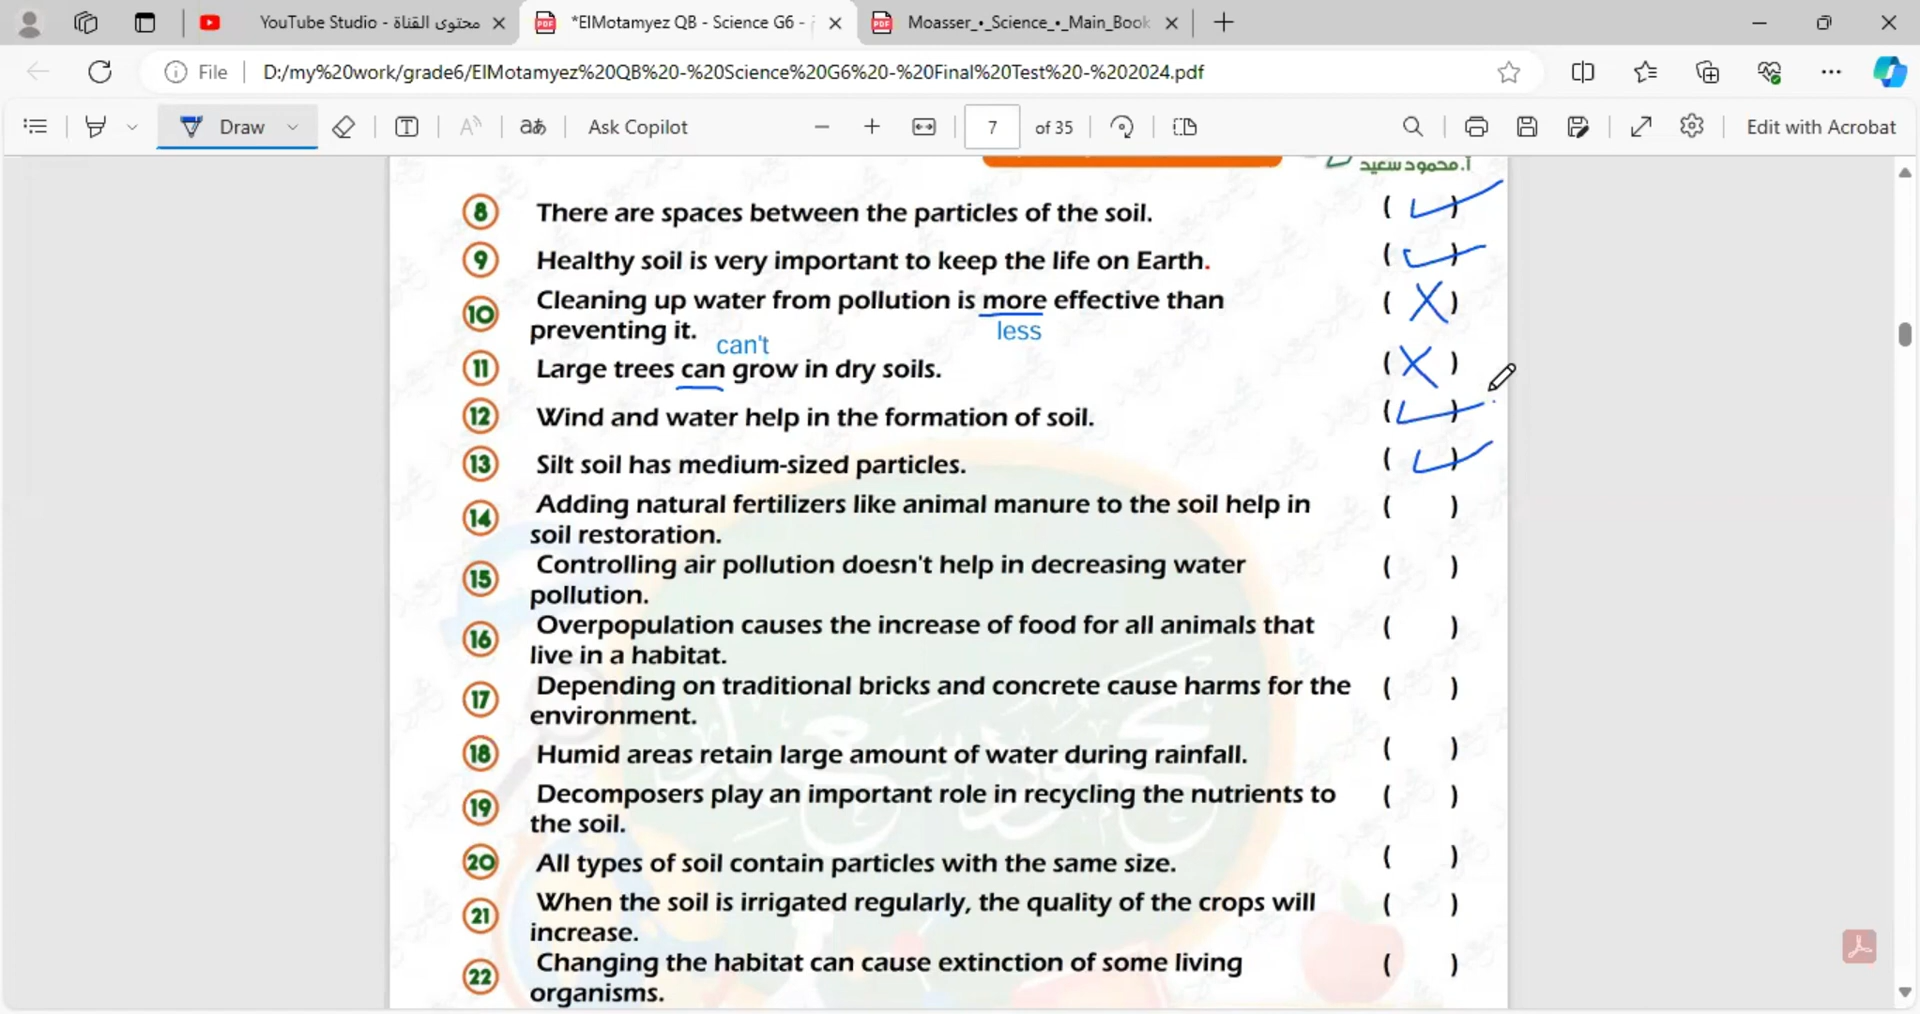 YouTube Studio - محتوى القناة
*ElMotamyez QB - Science G6 -
Moasser_•_Science_•_Main_Book
File
D:/my%20work/grade6/ElMotamyez%20QB%20-%20Science%20G6%20-%20Final%20Test%20-%202024.pdf
Draw
Ask Copilot
7 of 35
Edit with Acrobat
أ. محمود سعيد
8 There are spaces between the particles of the soil. ( )
9 Healthy soil is very important to keep the life on Earth. ( )
10 Cleaning up water from pollution is more effective than ( X )
preventing it.
less
can't
11 Large trees can grow in dry soils. ( X )
12 Wind and water help in the formation of soil. ( )
13 Silt soil has medium-sized particles. ( )
14 Adding natural fertilizers like animal manure to the soil help in ( )
soil restoration.
15 Controlling air pollution doesn't help in decreasing water ( )
pollution.
16 Overpopulation causes the increase of food for all animals that ( )
live in a habitat.
17 Depending on traditional bricks and concrete cause harms for the ( )
environment.
18 Humid areas retain large amount of water during rainfall. ( )
19 Decomposers play an important role in recycling the nutrients to ( )
the soil.
20 All types of soil contain particles with the same size. ( )
21 When the soil is irrigated regularly, the quality of the crops will ( )
increase.
22 Changing the habitat can cause extinction of some living ( )
organisms.